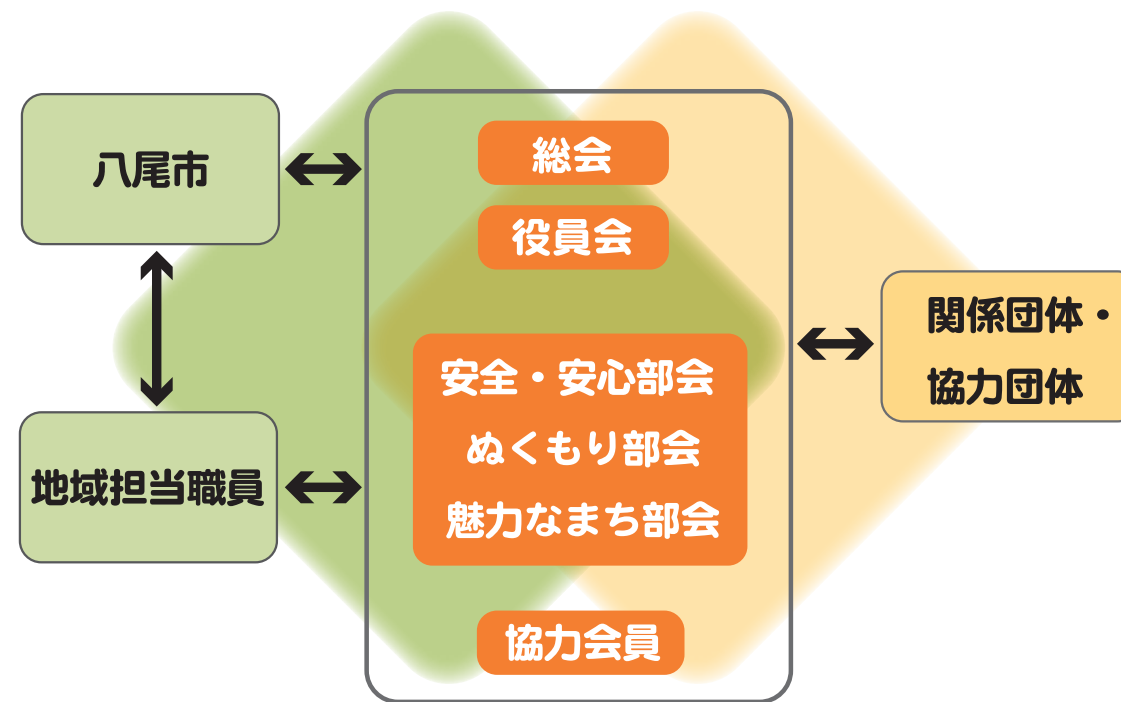 八尾市
地域担当職員
総会
役員会
安全・安心部会
ぬくもり部会
魅力なまち部会
協力会員
関係団体・
協力団体